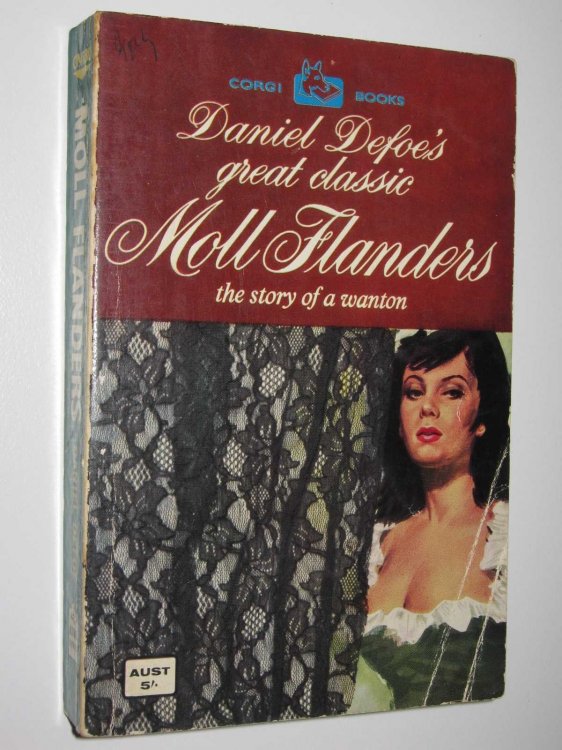 CORGI BOOKS
Daniel Defoe's
great classic
Moll Flanders
the story of a wanton
AUST
5/-
MOLL FLANDERS